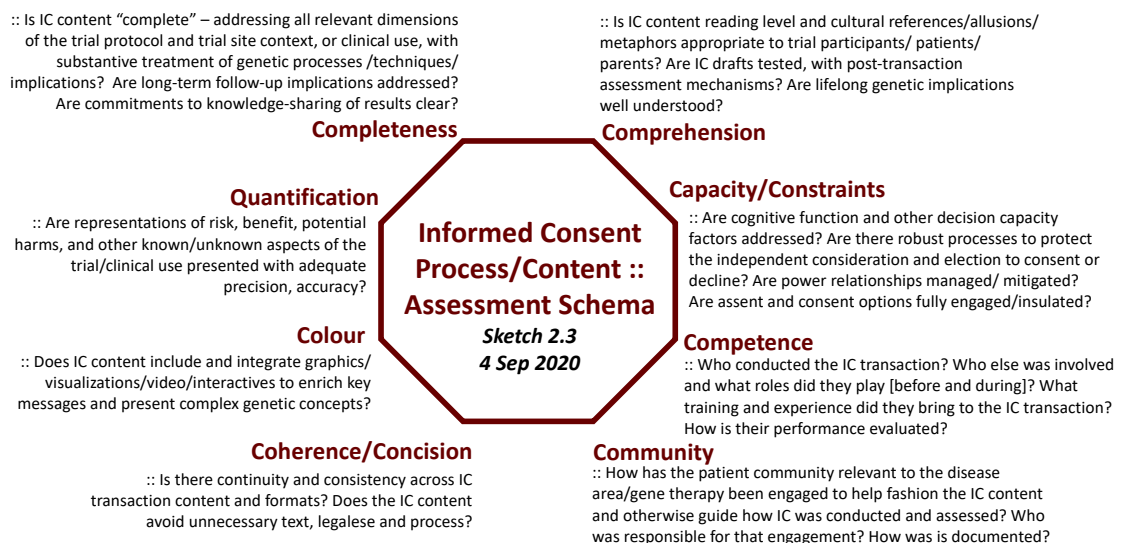 :: Is IC content “complete” – addressing all relevant dimensions
of the trial protocol and trial site context, or clinical use, with
substantive treatment of genetic processes /techniques/
implications?  Are long-term follow-up implications addressed?
Are commitments to knowledge-sharing of results clear?
Completeness
:: Is IC content reading level and cultural references/allusions/
metaphors appropriate to trial participants/ patients/
parents? Are IC drafts tested, with post-transaction
assessment mechanisms? Are lifelong genetic implications
well understood?
Comprehension
Quantification
:: Are representations of risk, benefit, potential
harms, and other known/unknown aspects of the
trial/clinical use presented with adequate
precision, accuracy?
Capacity/Constraints
:: Are cognitive function and other decision capacity
factors addressed? Are there robust processes to protect
the independent consideration and election to consent or
decline? Are power relationships managed/ mitigated?
Are assent and consent options fully engaged/insulated?
Informed Consent
Process/Content ::
Assessment Schema
Sketch 2.3
4 Sep 2020
Colour
:: Does IC content include and integrate graphics/
visualizations/video/interactives to enrich key
messages and present complex genetic concepts?
Competence
:: Who conducted the IC transaction? Who else was involved
and what roles did they play [before and during]? What
training and experience did they bring to the IC transaction?
How is their performance evaluated?
Coherence/Concision
:: Is there continuity and consistency across IC
transaction content and formats? Does the IC content
avoid unnecessary text, legalese and process?
Community
:: How has the patient community relevant to the disease
area/gene therapy been engaged to help fashion the IC content
and otherwise guide how IC was conducted and assessed? Who
was responsible for that engagement? How was is documented?